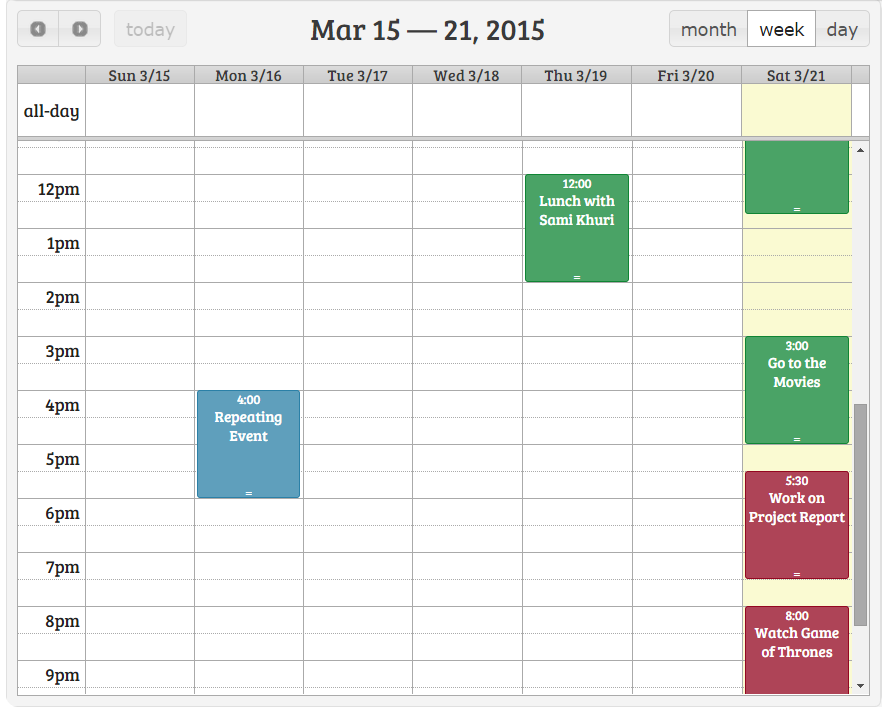 today
Mar 15 — 21, 2015
month week day
Sun 3/15 Mon 3/16 Tue 3/17 Wed 3/18 Thu 3/19 Fri 3/20 Sat 3/21
all-day
12pm
12:00
Lunch with
Sami Khuri
1pm
2pm
3pm
3:00
Go to the
Movies
4pm
4:00
Repeating
Event
5pm
5:30
Work on
Project Report
6pm
7pm
8pm
8:00
Watch Game
of Thrones
9pm